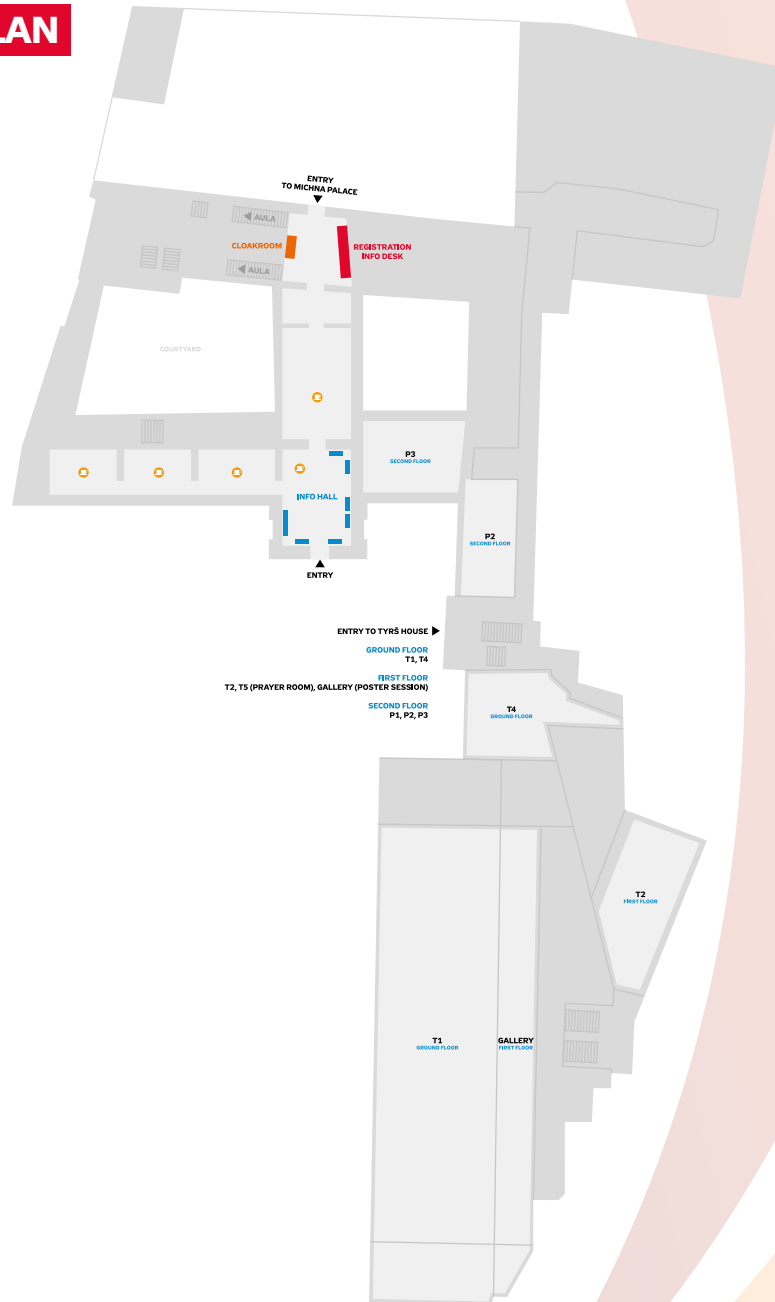 LAN
ENTRY
TO MICHNA PALACE
AULA
CLOAKROOM
REGISTRATION
INFO DESK
AULA
COURTYARD
P3
SECOND FLOOR
INFO HALL
P2
SECOND FLOOR
ENTRY
ENTRY TO TYRŠ HOUSE
GROUND FLOOR
T1, T4
FIRST FLOOR
T2, T5 (PRAYER ROOM), GALLERY (POSTER SESSION)
SECOND FLOOR
P1, P2, P3
T4
GROUND FLOOR
T2
FIRST FLOOR
T1
GROUND FLOOR
GALLERY
FIRST FLOOR